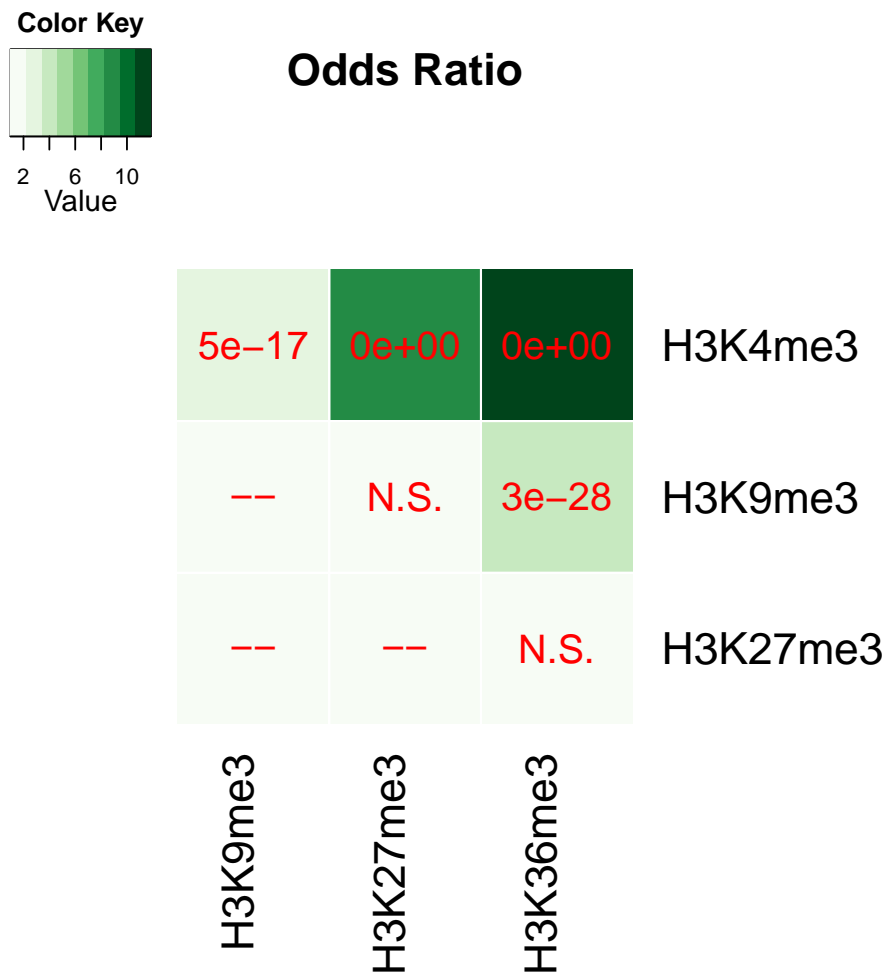 Color Key
Odds Ratio
2 6 10
Value
5e−17 0e+00 0e+00 H3K4me3
−− N.S. 3e−28 H3K9me3
−− −− N.S. H3K27me3
H3K9me3
H3K27me3
H3K36me3